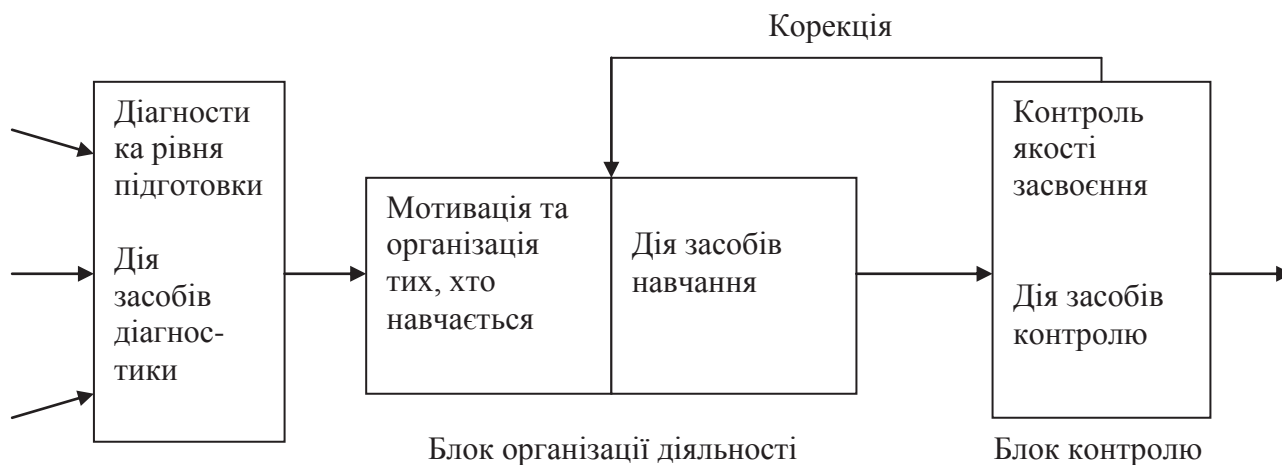 Корекція
Діагности
ка рівня
підготовки
Дія
засобів
діагнос-
тики
Мотивація та
організація
тих, хто
навчається
Дія засобів
навчання
Контроль
якості
засвоєння
Дія засобів
контролю
Блок організації діяльності
Блок контролю